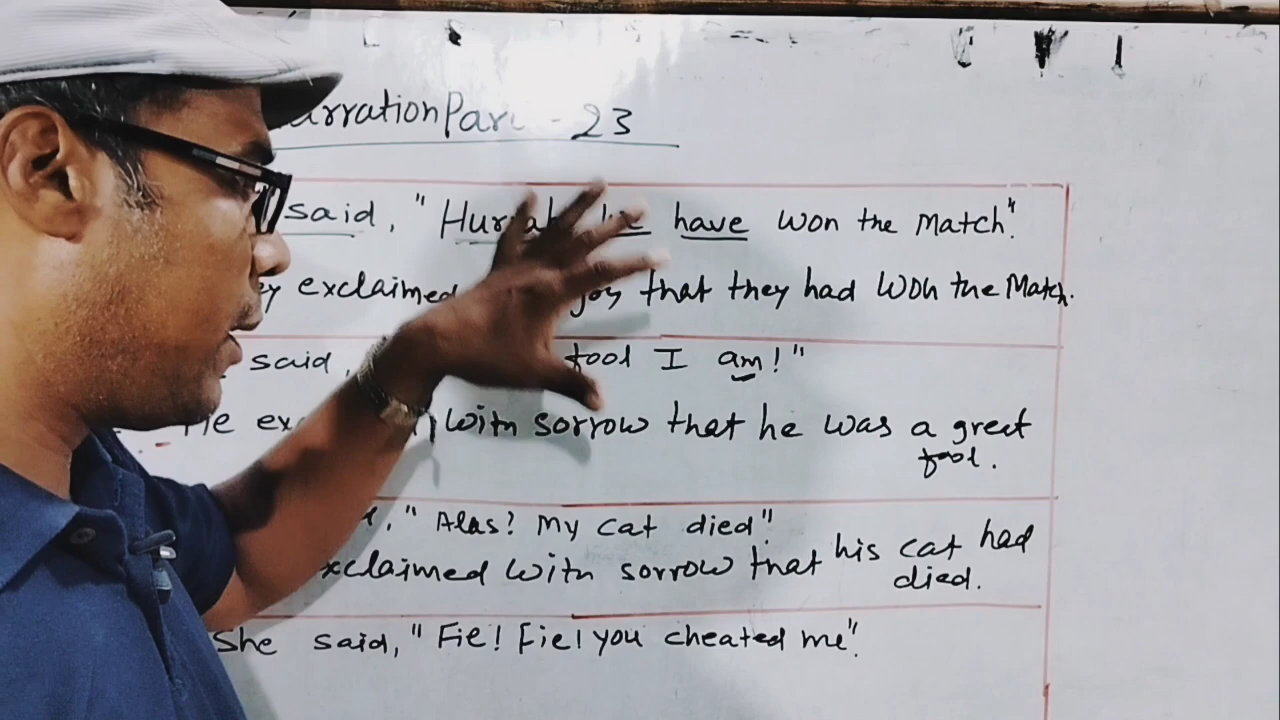 arrationPar - 23
said, "Hurrah have won the Match".
ey exclaimed joy that they had won the Match.
said, fool I am!"
He with sorrow that he was a great
fool.
"Alas? My cat died"
xclaimed with sorrow that his cat had
died.
She said, "Fie! Fie! you cheated me".